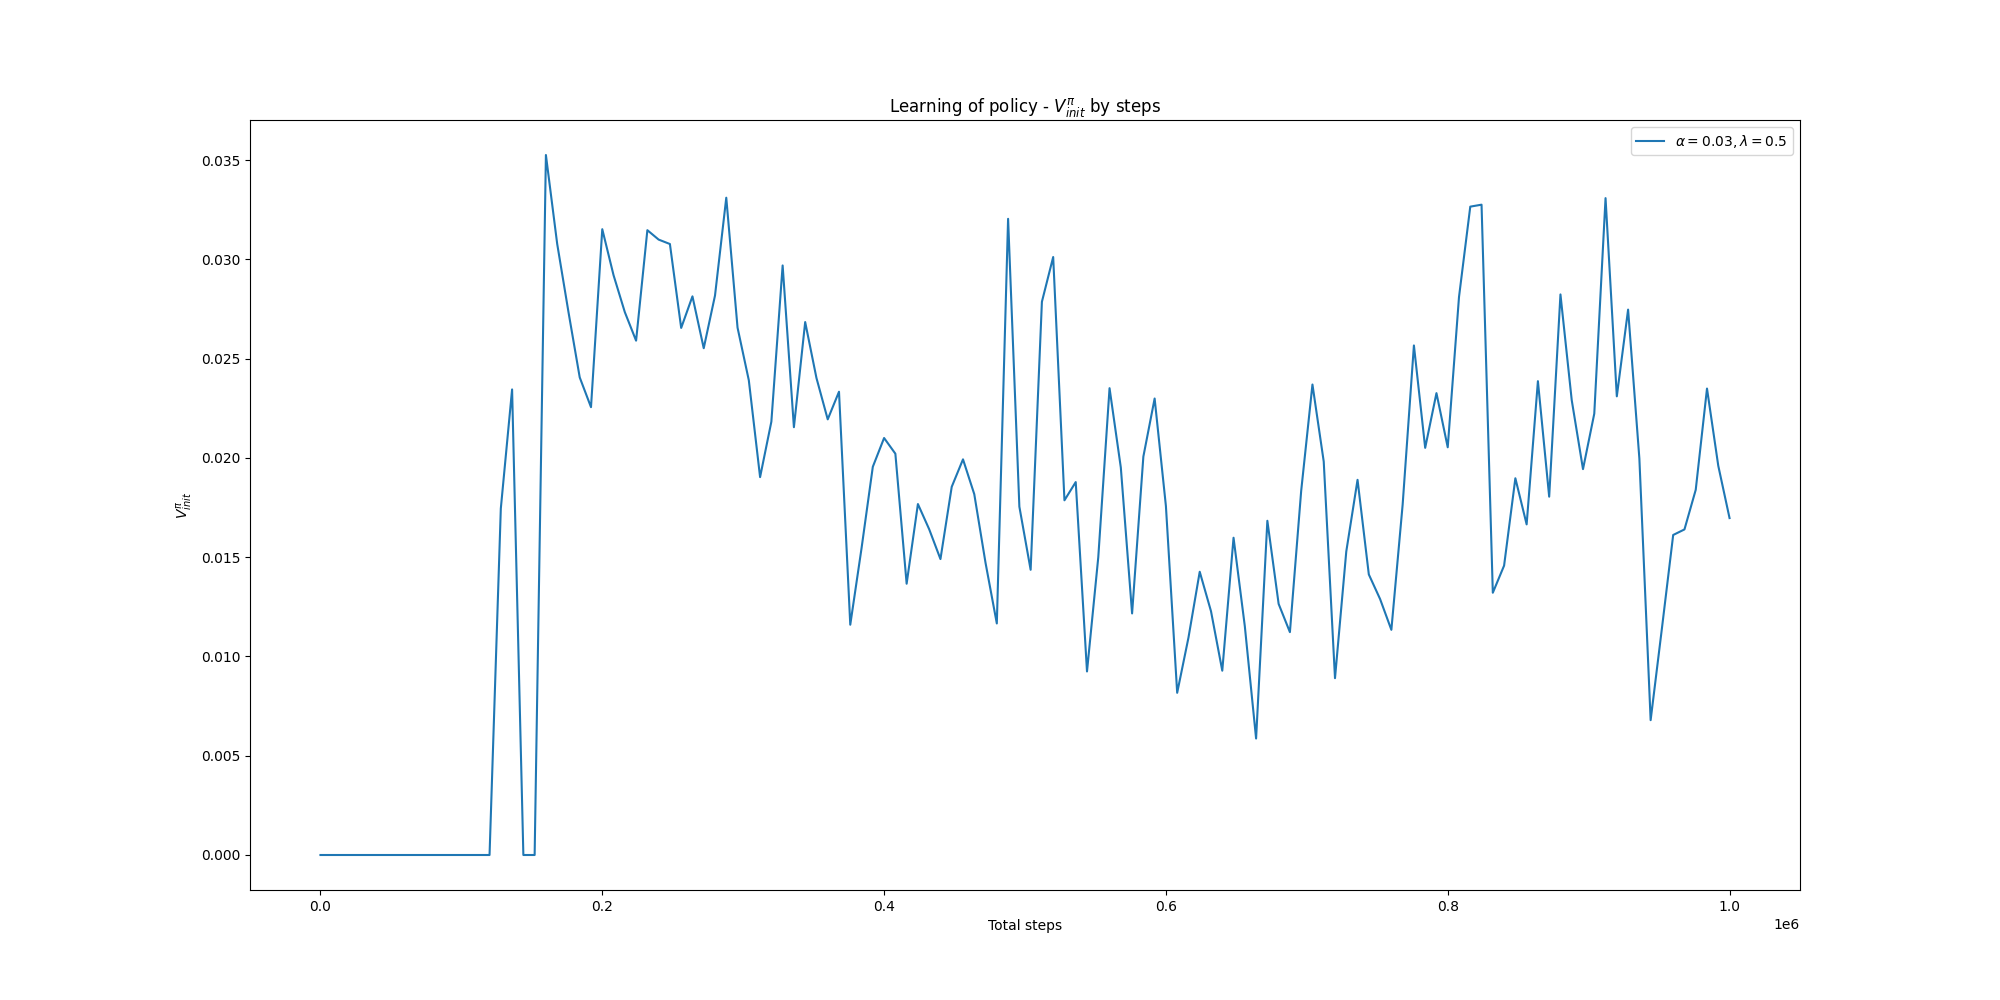 Learning of policy - $V_{init}^{\pi}$ by steps
α = 0.03, λ = 0.5
0.035
0.030
0.025
0.020
0.015
0.010
0.005
0.000
$V_{init}^{\pi}$
0.0 0.2 0.4 0.6 0.8 1.0
1e6
Total steps